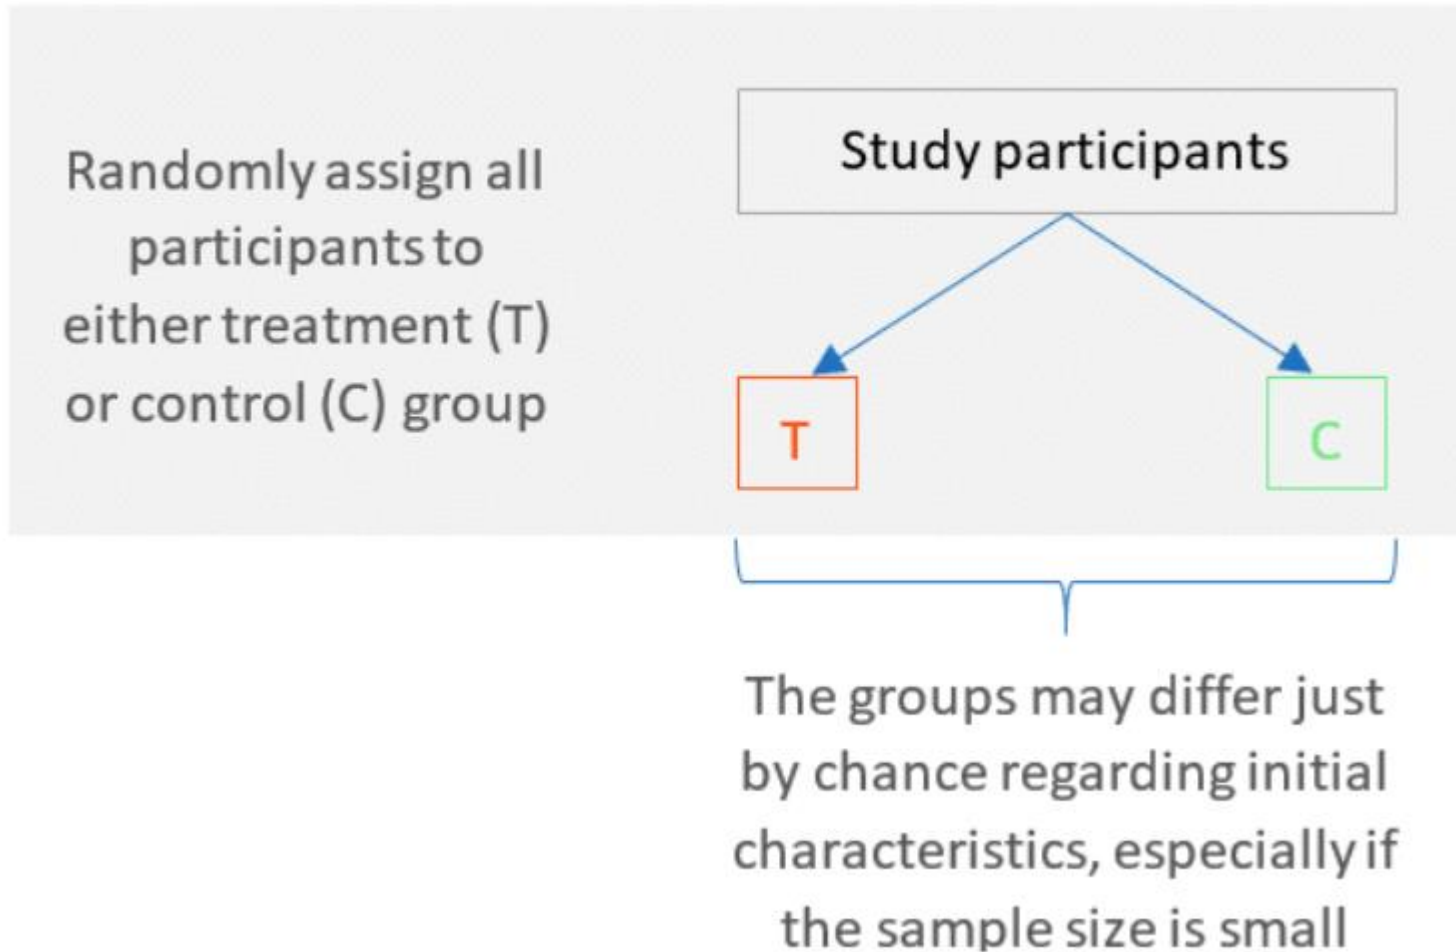 Randomly assign all
participants to
either treatment (T)
or control (C) group
Study participants
T
C
The groups may differ just
by chance regarding initial
characteristics, especially if
the sample size is small